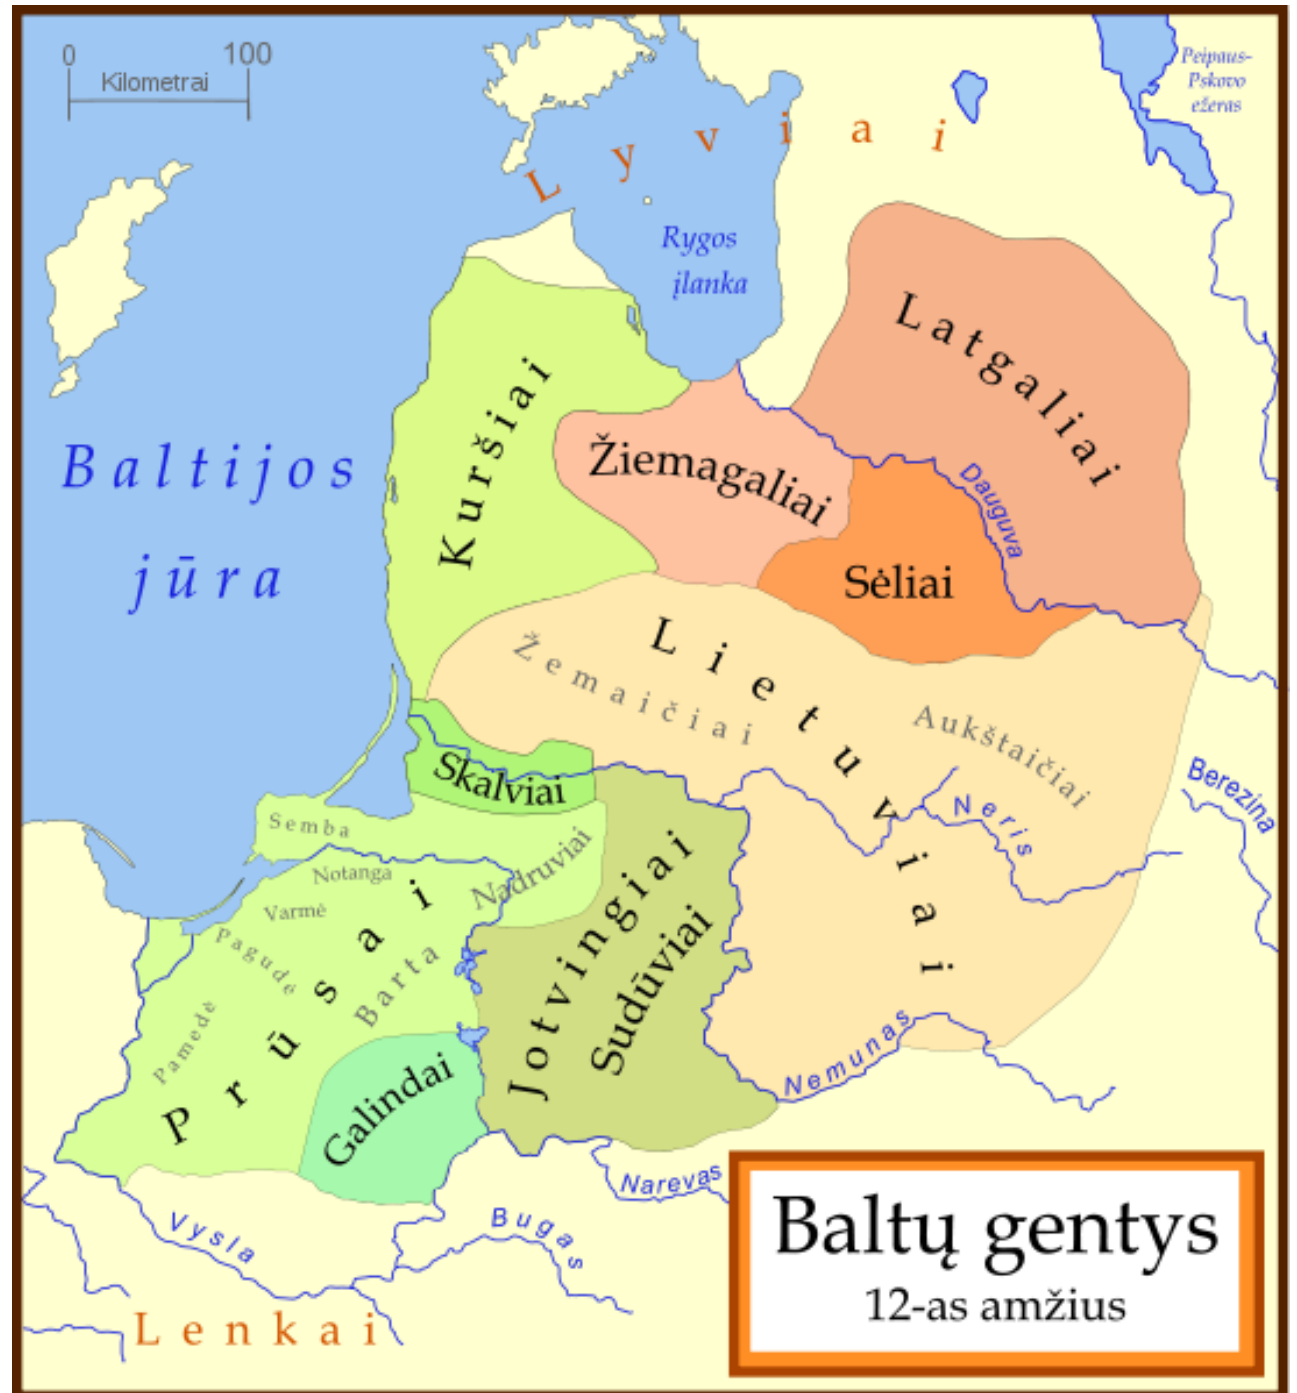 0 100
Kilometrai
Peipaus-
Pskovo
ežeras
Lyviai
Rygos
įlanka
Latgaliai
Kuršiai
Baltijos
jūra
Žiemagaliai
Dauguva
Sėliai
Lietuviai
Žemaičiai
Aukštaičiai
Skalviai
Berezina
Neris
Semba
Notanga
Nadruviai
Varmė
Pagudė
Barta
Pamedė
Prūsai
Jotvingiai
Sudūviai
Galindai
Nemunas
Narevas
Vysla
Bugas
Lenkai
Baltų gentys
12-as amžius